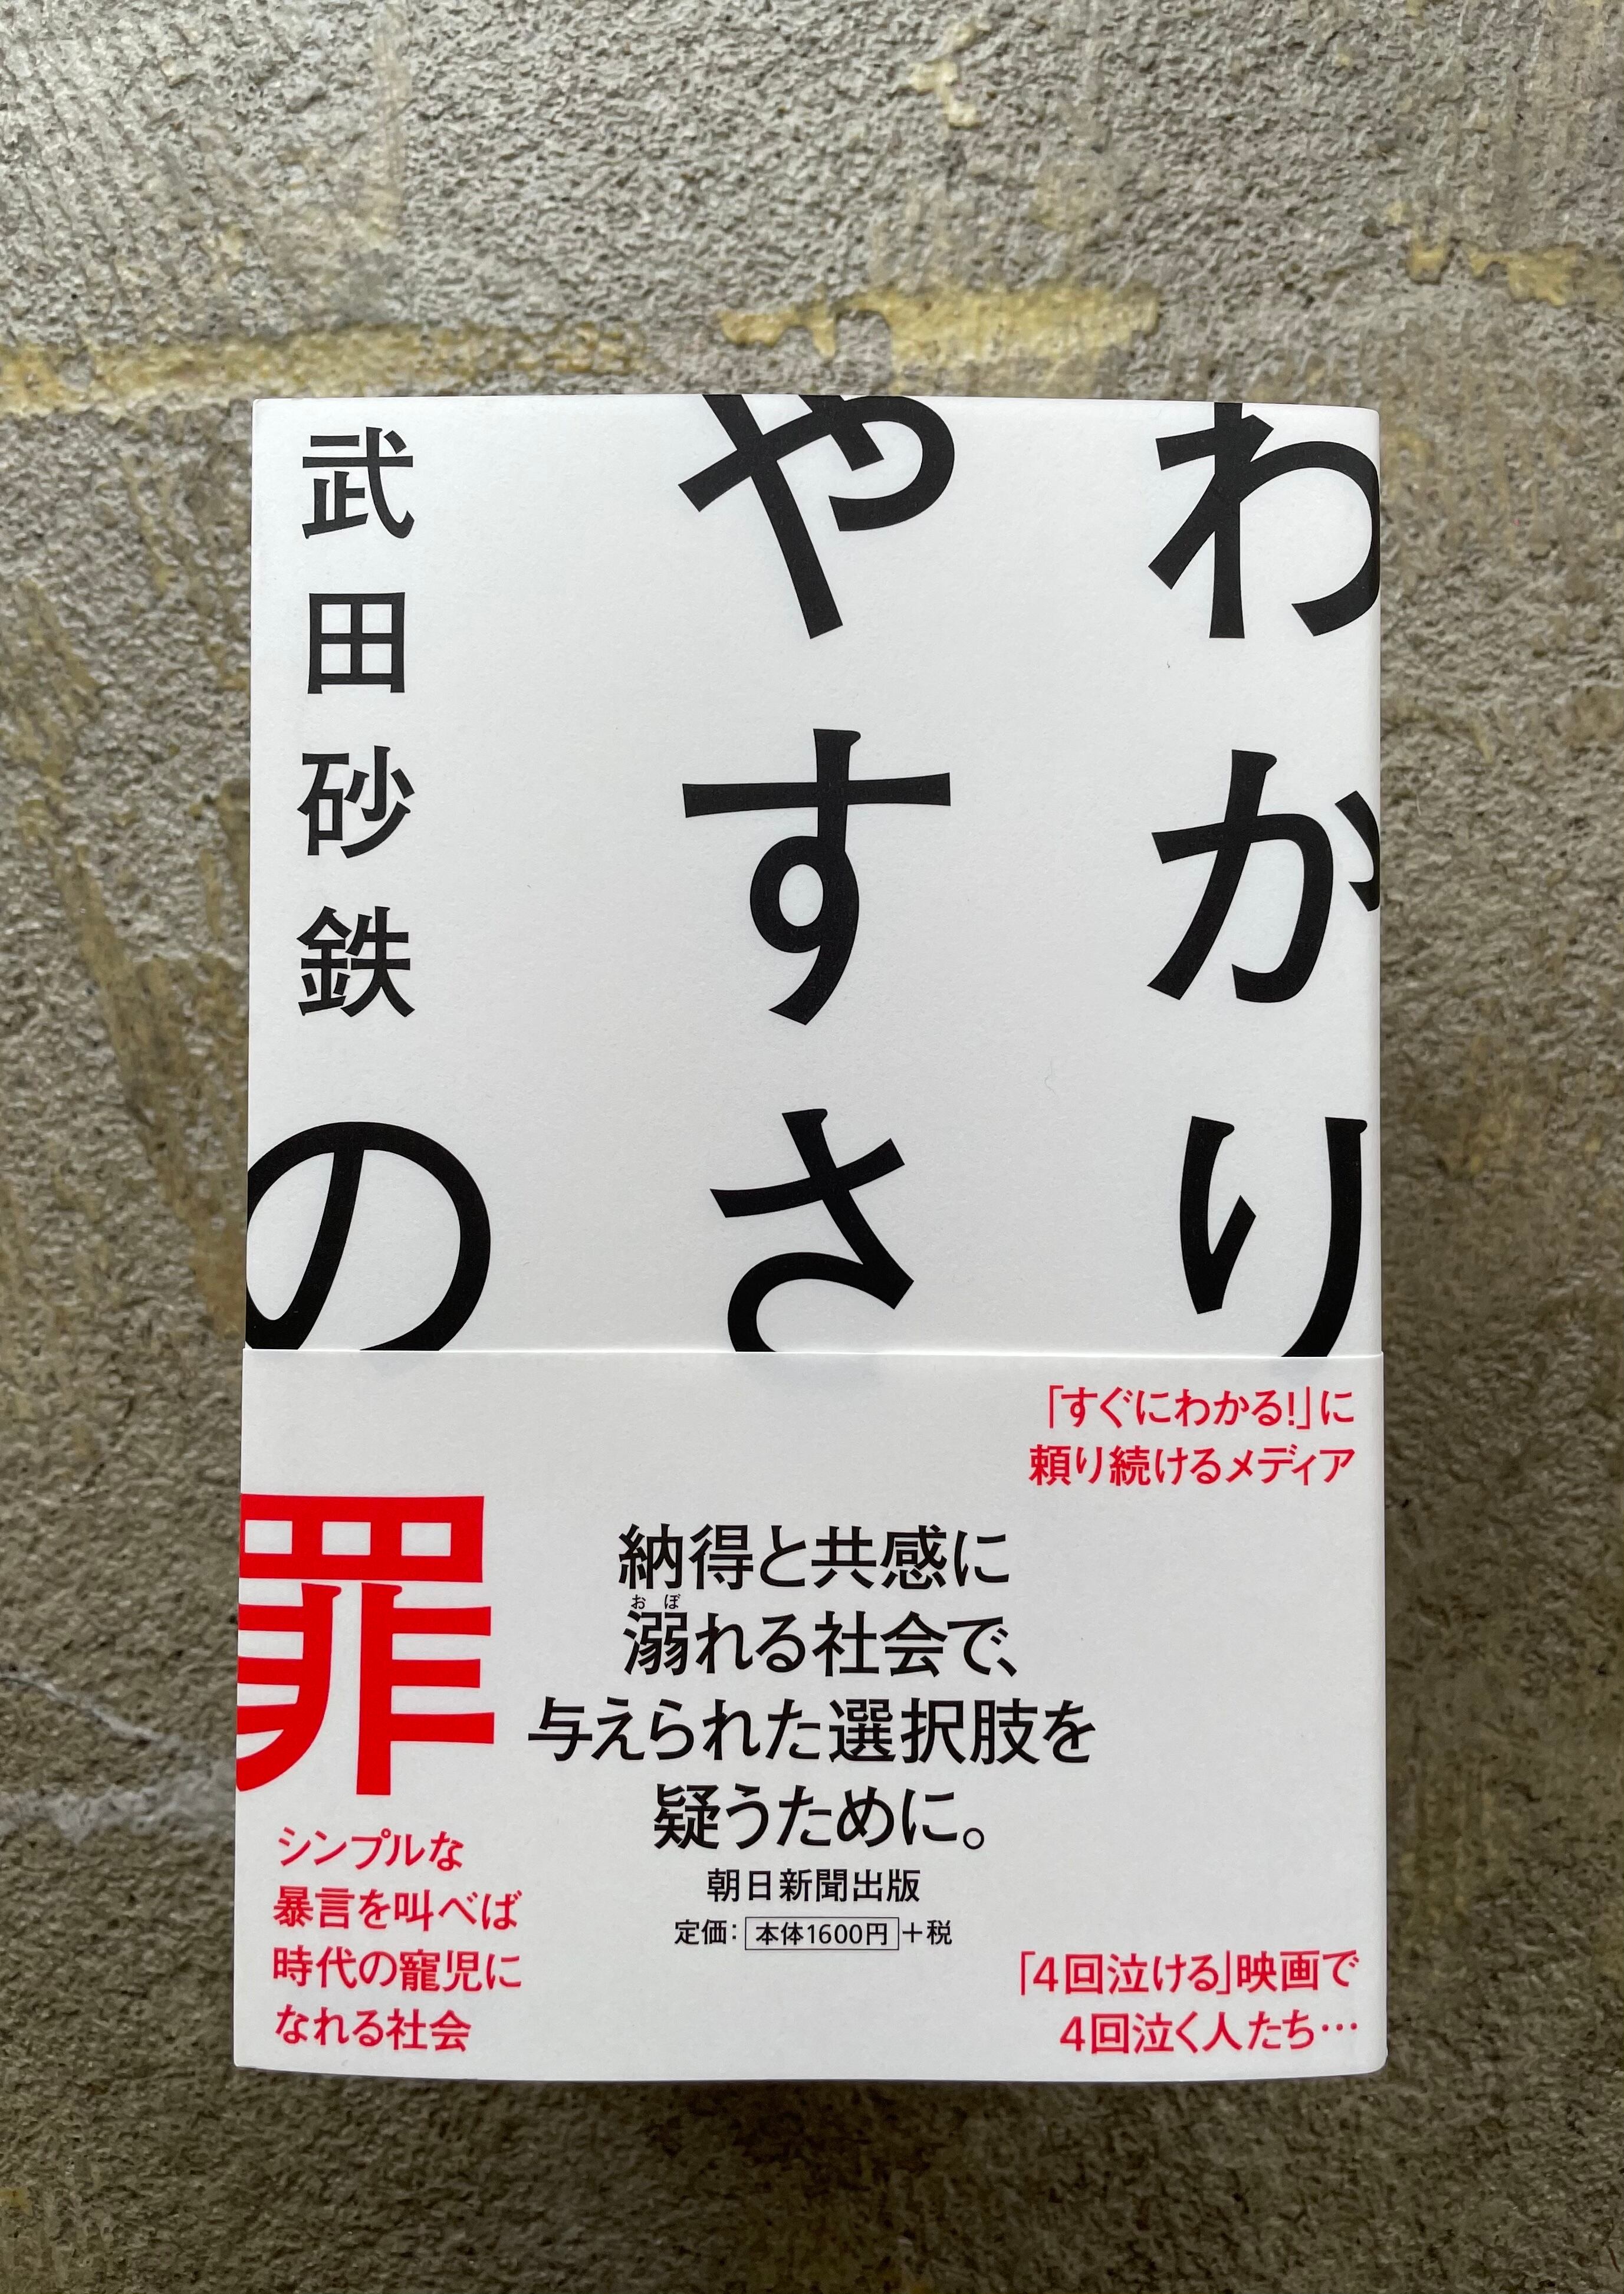 わかり
やすさ
の
罪
武田砂鉄
「すぐにわかる!」に
頼り続けるメディア
納得と共感に
おぼ
溺れる社会で、
与えられた選択肢を
疑うために。
朝日新聞出版
定価：本体1600円+税
シンプルな
暴言を叫べば
時代の寵児に
なれる社会
「4回泣ける」映画で
4回泣く人たち…